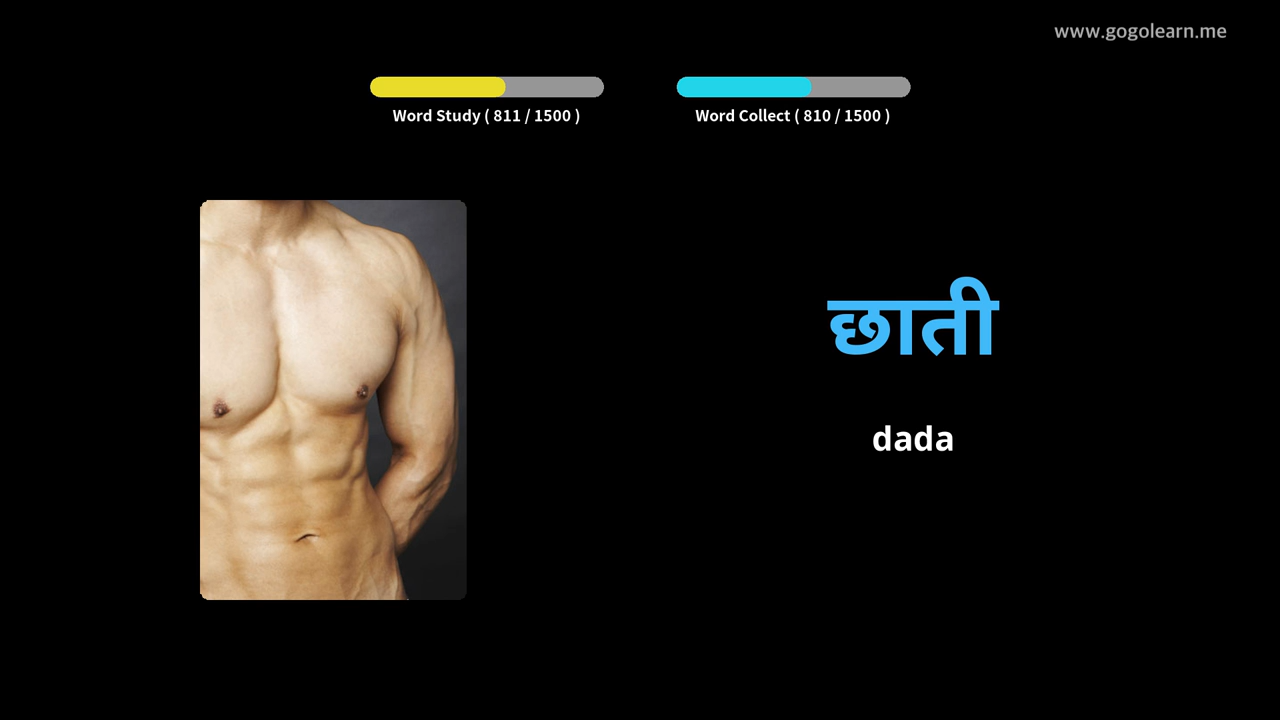 www.gogolearn.me
Word Study ( 811 / 1500 )
Word Collect ( 810 / 1500 )
छाती
dada